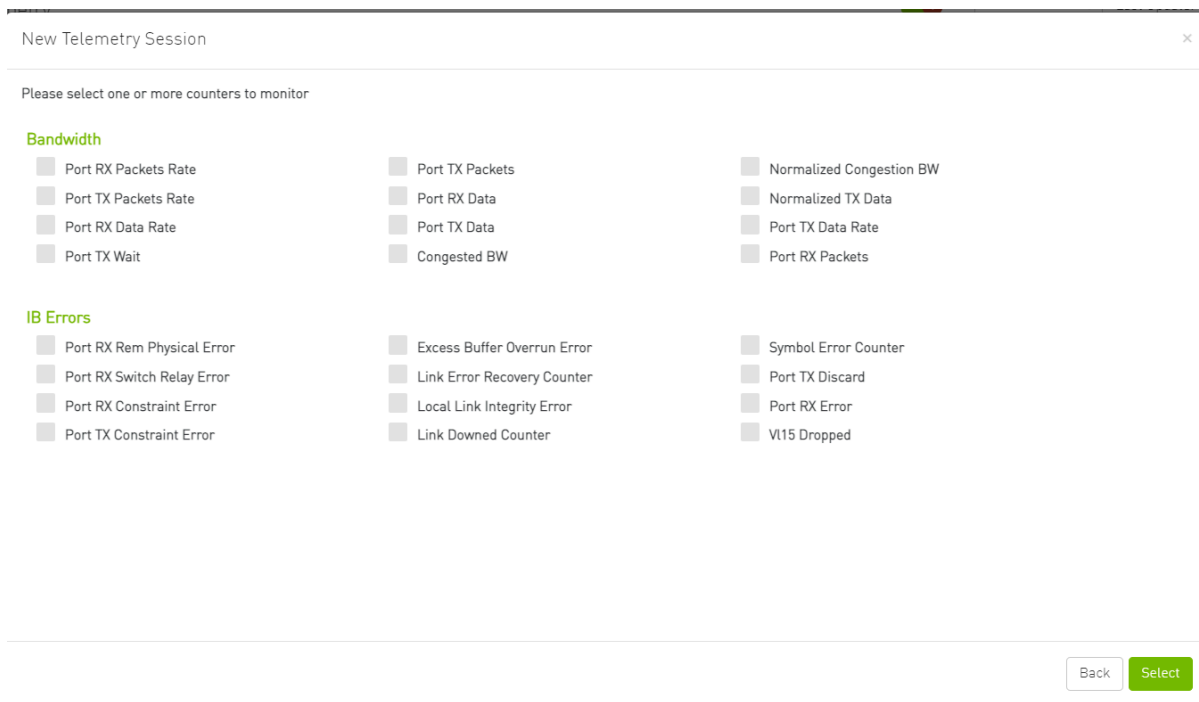 New Telemetry Session
×
Please select one or more counters to monitor
Bandwidth
Port RX Packets Rate
Port TX Packets
Normalized Congestion BW
Port TX Packets Rate
Port RX Data
Normalized TX Data
Port RX Data Rate
Port TX Data
Port TX Data Rate
Port TX Wait
Congested BW
Port RX Packets
IB Errors
Port RX Rem Physical Error
Excess Buffer Overrun Error
Symbol Error Counter
Port RX Switch Relay Error
Link Error Recovery Counter
Port TX Discard
Port RX Constraint Error
Local Link Integrity Error
Port RX Error
Port TX Constraint Error
Link Downed Counter
Vl15 Dropped
Back
Select